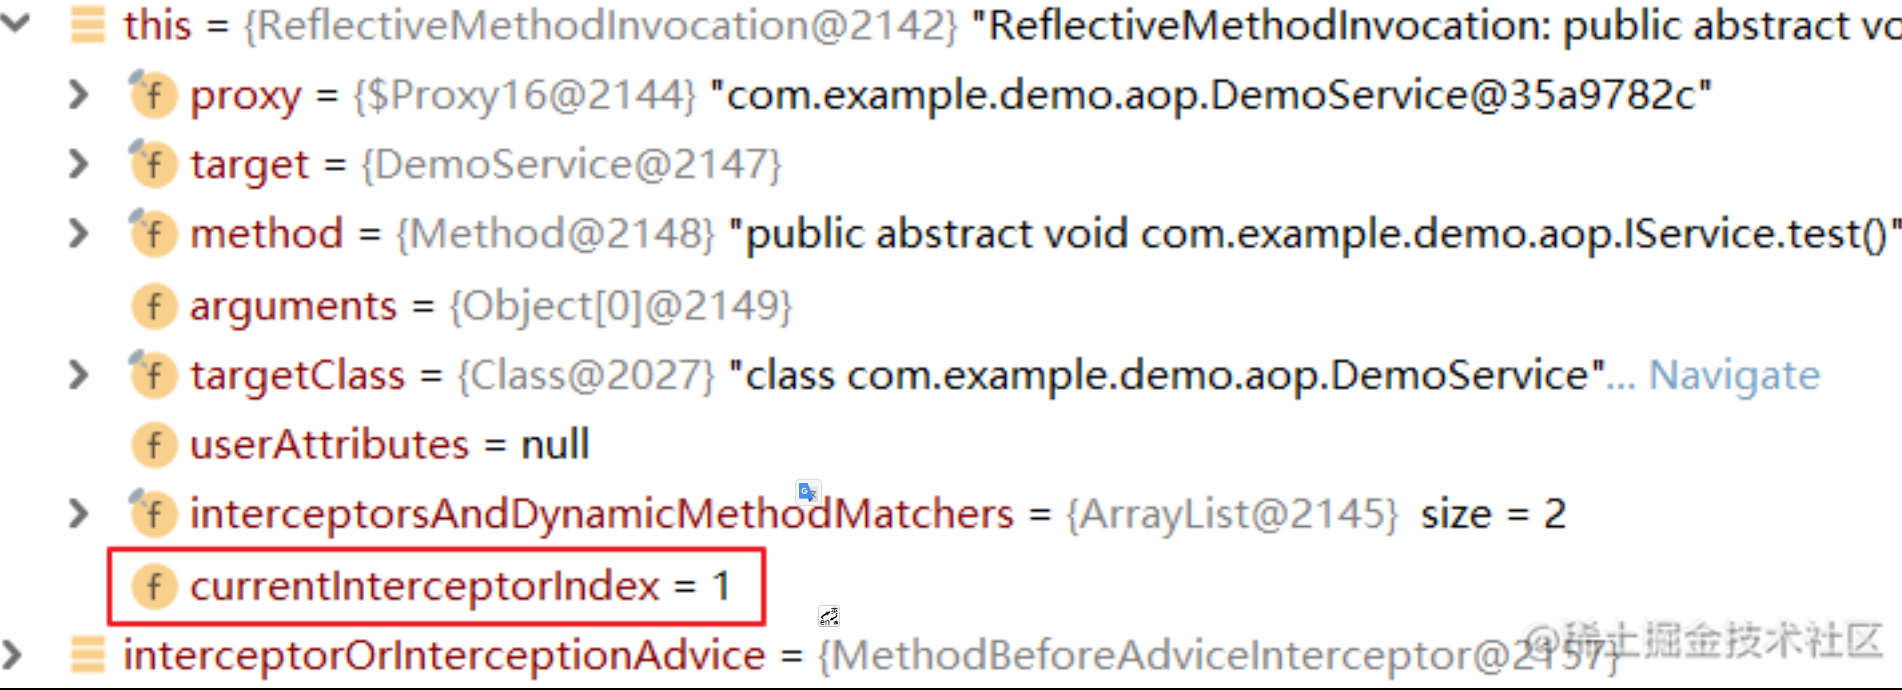 this = {ReflectiveMethodInvocation@2142} "ReflectiveMethodInvocation: public abstract vo
f proxy = {$Proxy16@2144} "com.example.demo.aop.DemoService@35a9782c"
f target = {DemoService@2147}
f method = {Method@2148} "public abstract void com.example.demo.aop.IService.test()"
f arguments = {Object[0]@2149}
f targetClass = {Class@2027} "class com.example.demo.aop.DemoService"... Navigate
f userAttributes = null
f interceptorsAndDynamicMethodMatchers = {ArrayList@2145} size = 2
f currentInterceptorIndex = 1
interceptorOrInterceptionAdvice = {MethodBeforeAdviceInterceptor@2157}
@稀土掘金技术社区